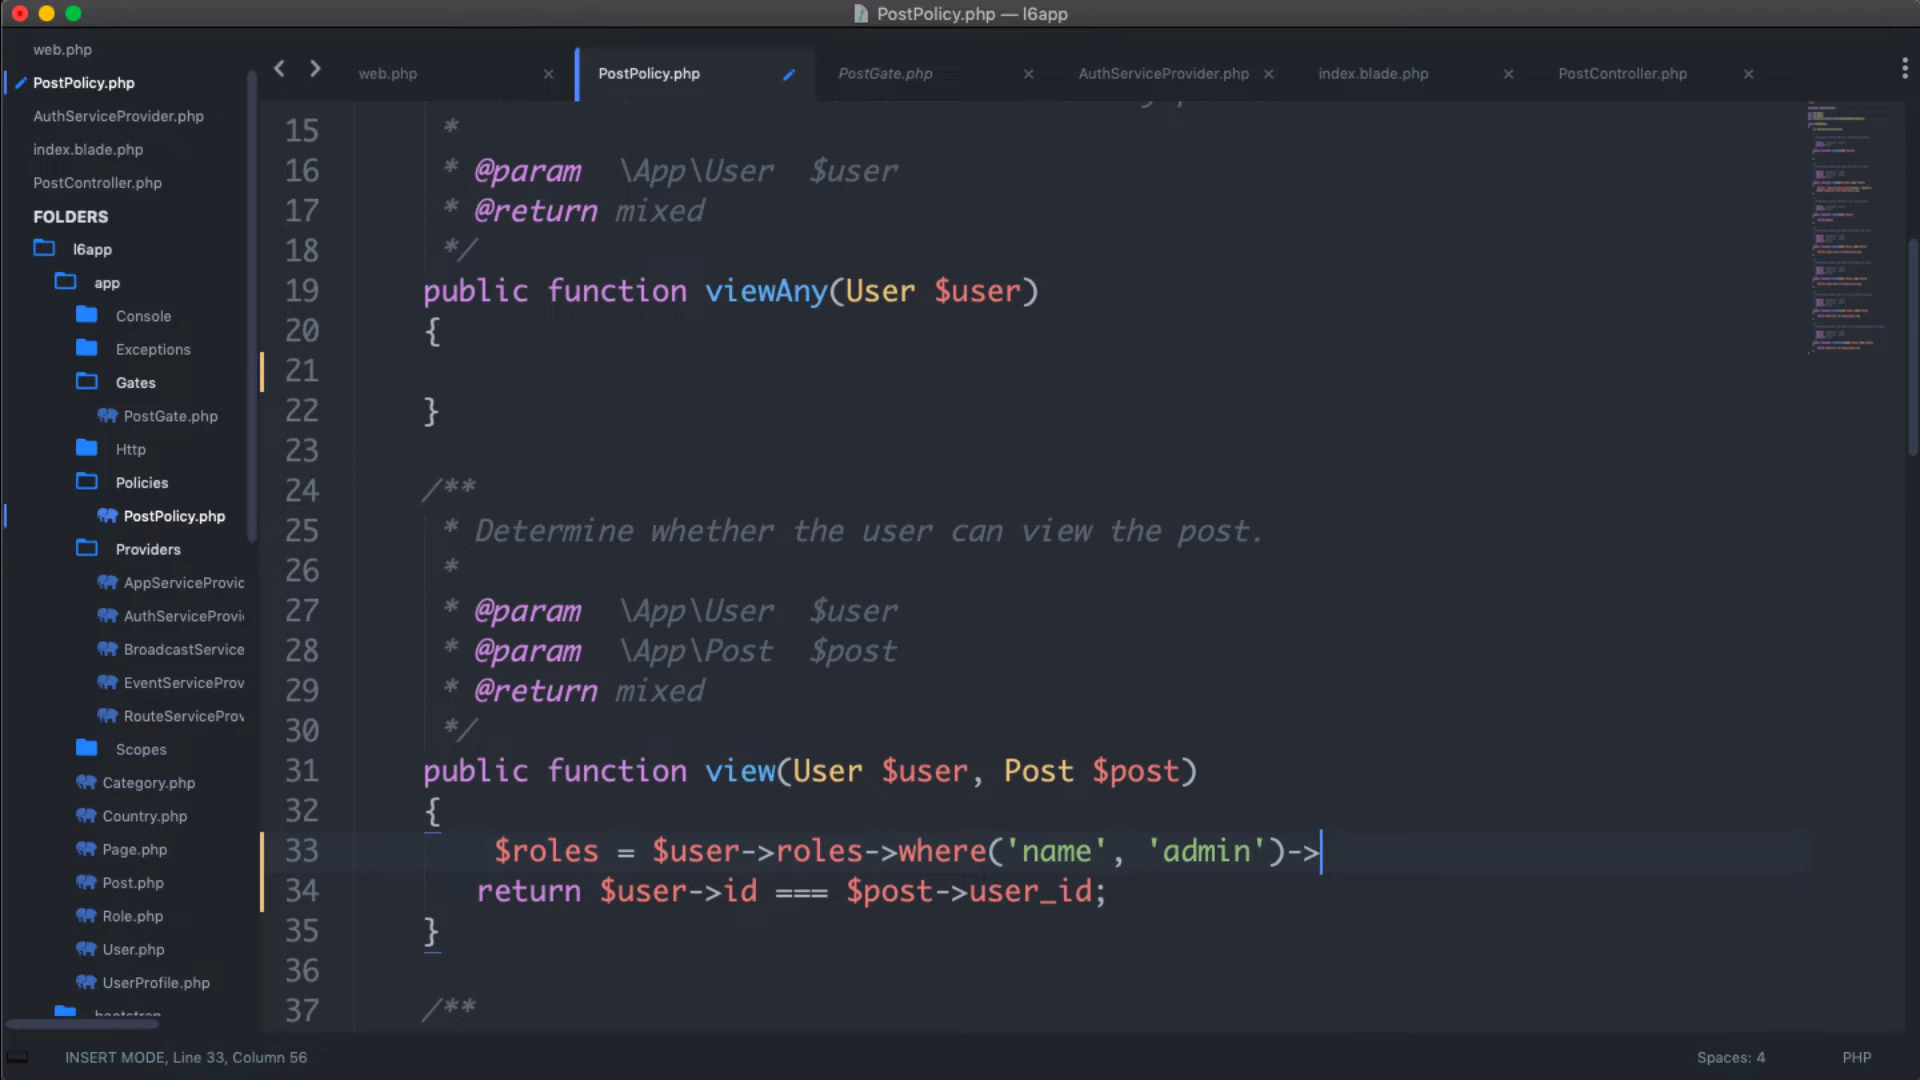 PostPolicy.php — l6app
web.php
PostPolicy.php
AuthServiceProvider.php
index.blade.php
PostController.php
FOLDERS
l6app
app
Console
Exceptions
Gates
PostGate.php
Http
Policies
PostPolicy.php
Providers
AppServiceProvic
AuthServiceProvi
BroadcastService
EventServiceProv
RouteServiceProv
Scopes
Category.php
Country.php
Page.php
Post.php
Role.php
User.php
UserProfile.php
bootstrap
web.php
PostPolicy.php
PostGate.php
AuthServiceProvider.php
index.blade.php
PostController.php
15 *
16 * @param \App\User $user
17 * @return mixed
18 */
19 public function viewAny(User $user)
20 {
21
22 }
23
24 /**
25 * Determine whether the user can view the post.
26 *
27 * @param \App\User $user
28 * @param \App\Post $post
29 * @return mixed
30 */
31 public function view(User $user, Post $post)
32 {
33 $roles = $user->roles->where('name', 'admin')->
34 return $user->id === $post->user_id;
35 }
36
37 /**
INSERT MODE, Line 33, Column 56
Spaces: 4
PHP